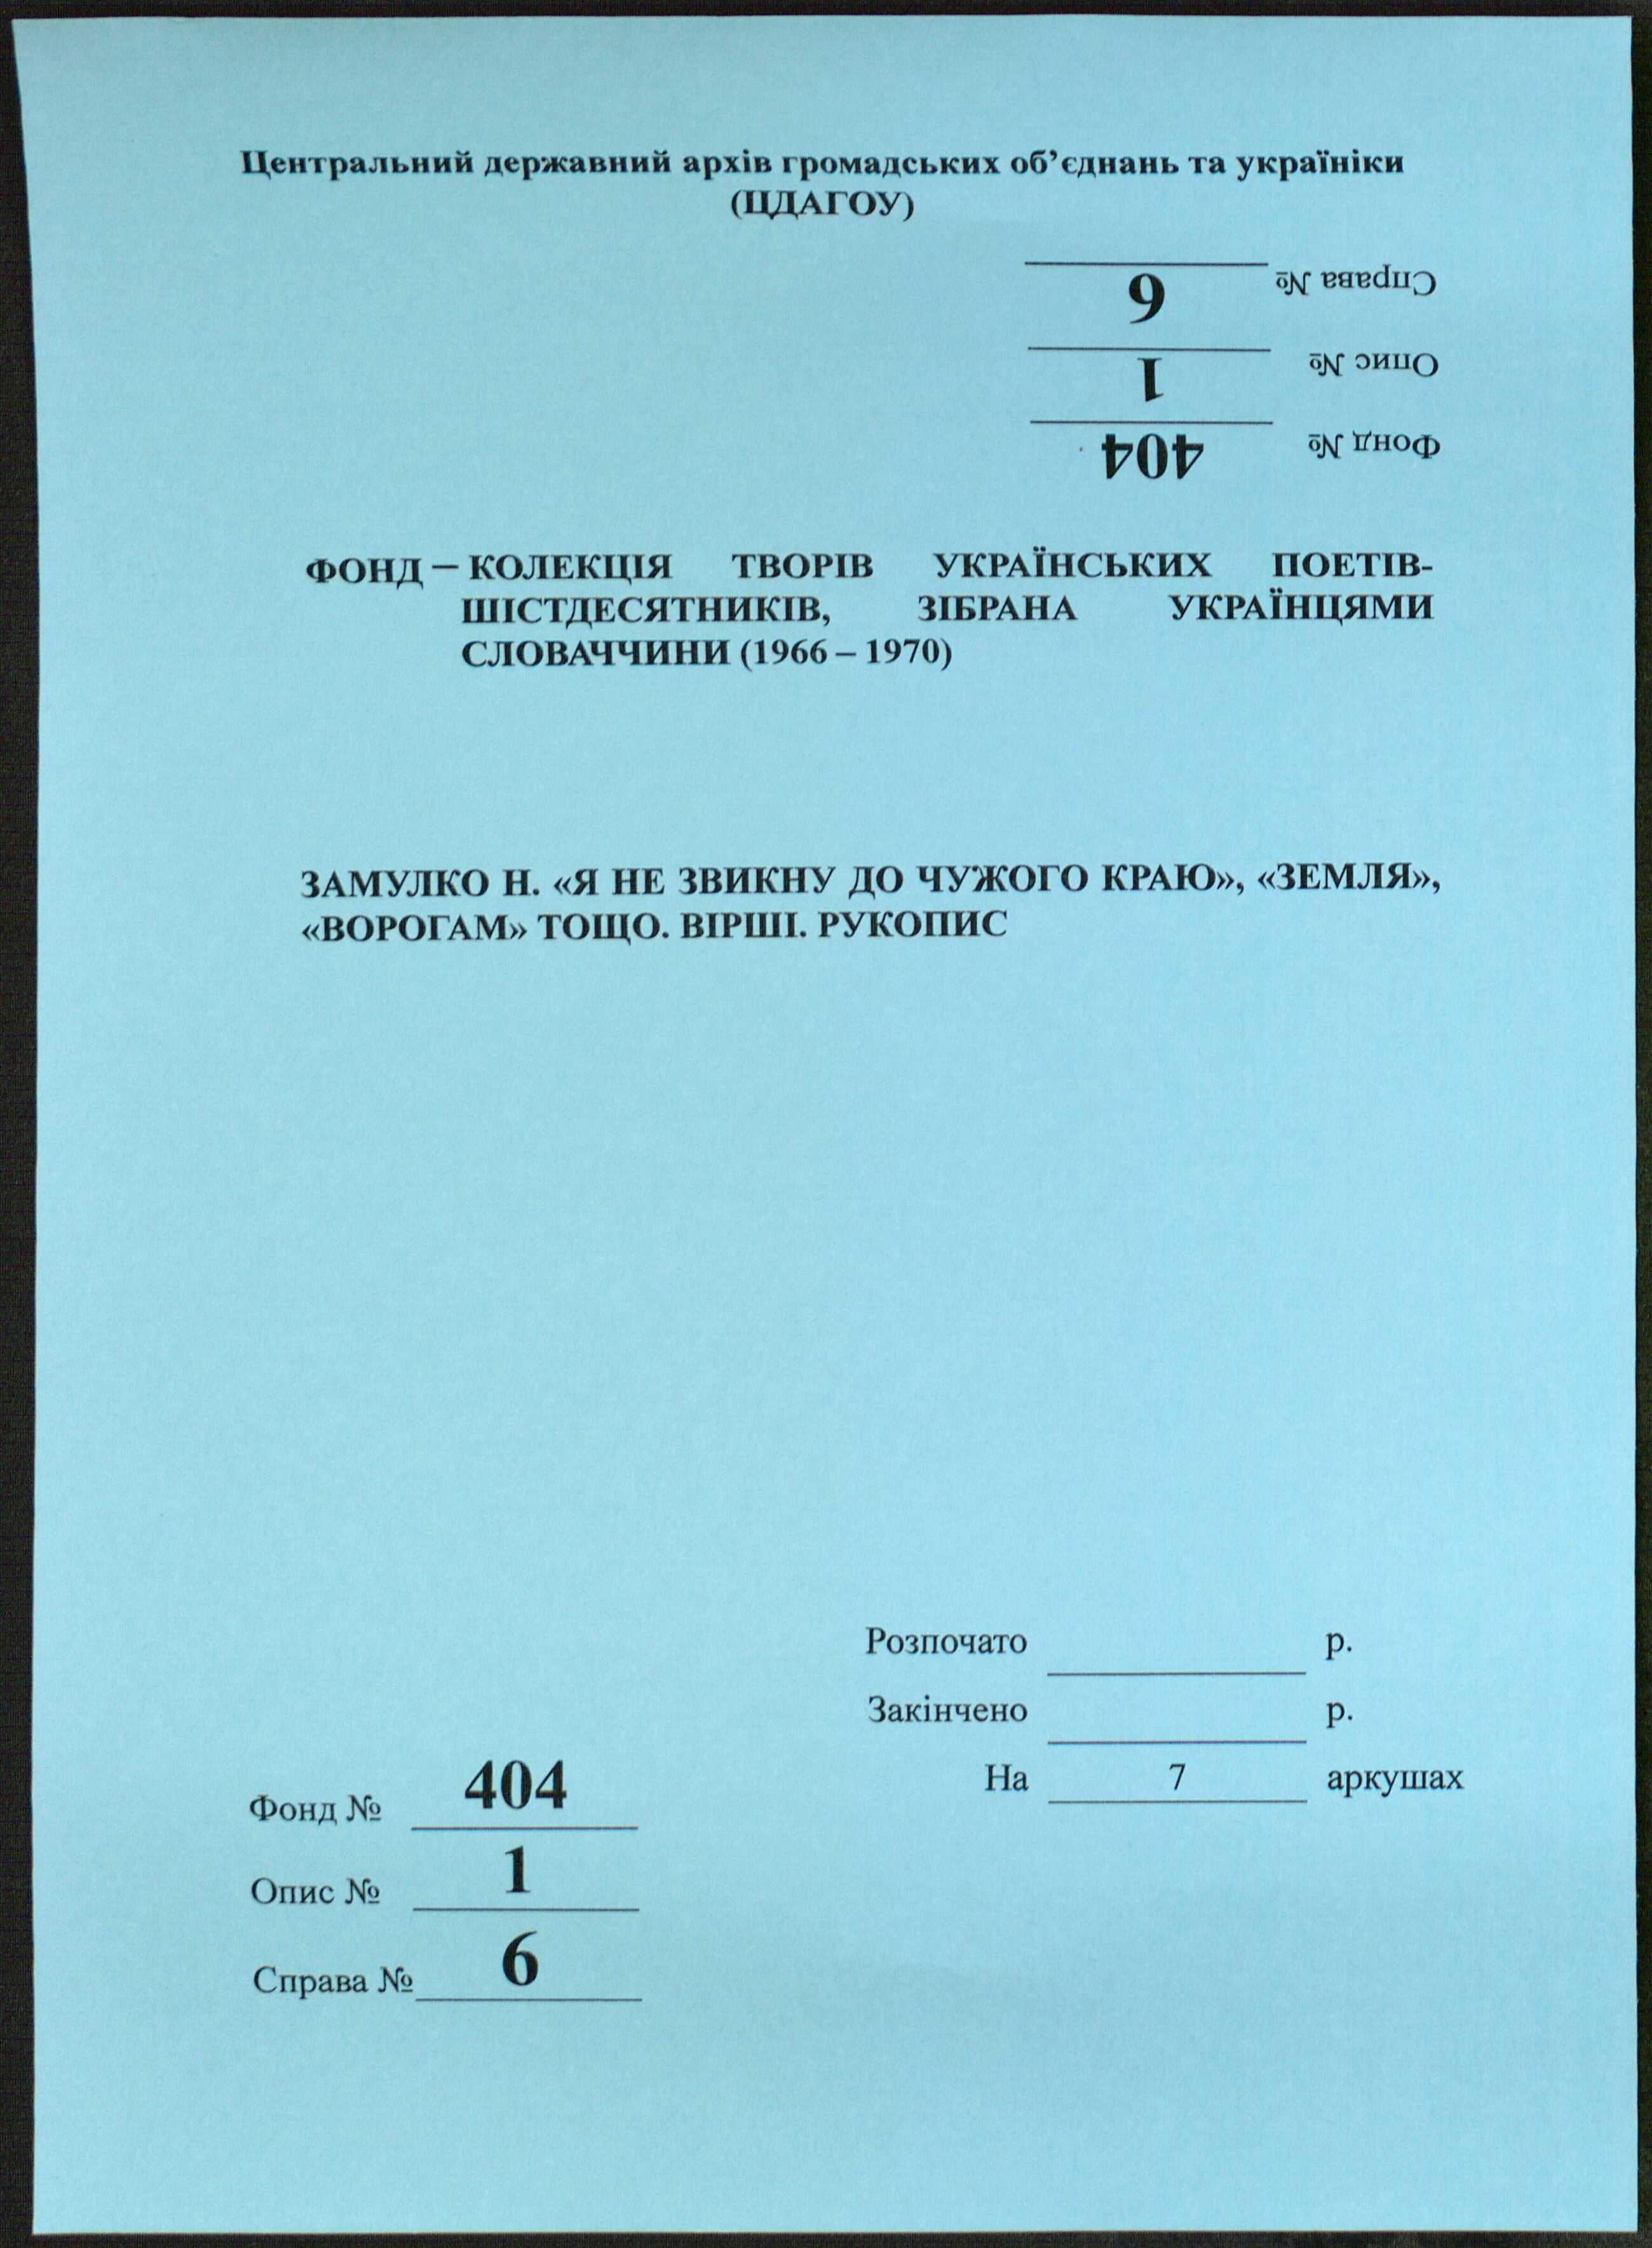 Центральний державний архів громадських об’єднань та україніки
(ЦДАГОУ)
Справа № 6
Опис № 1
Фонд № 404
ФОНД – КОЛЕКЦІЯ ТВОРІВ УКРАЇНСЬКИХ ПОЕТІВ-
ШІСТДЕСЯТНИКІВ, ЗІБРАНА УКРАЇНЦЯМИ
СЛОВАЧЧИНИ (1966 – 1970)
ЗАМУЛКО Н. «Я НЕ ЗВИКНУ ДО ЧУЖОГО КРАЮ», «ЗЕМЛЯ»,
«ВОРОГАМ» ТОЩО. ВІРШІ. РУКОПИС
Розпочато р.
Закінчено р.
На 7 аркушах
Фонд № 404
Опис № 1
Справа № 6